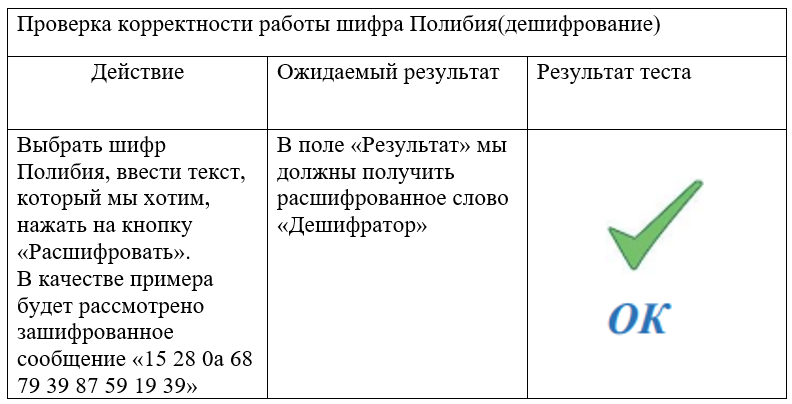 Проверка корректности работы шифра Полибия(дешифрование)
Действие
Ожидаемый результат
Результат теста
Выбрать шифр
Полибия, ввести текст,
который мы хотим,
нажать на кнопку
«Расшифровать».
В качестве примера
будет рассмотрено
зашифрованное
сообщение «15 28 0а 68
79 39 87 59 19 39»
В поле «Результат» мы
должны получить
расшифрованное слово
«Дешифратор»
ОК